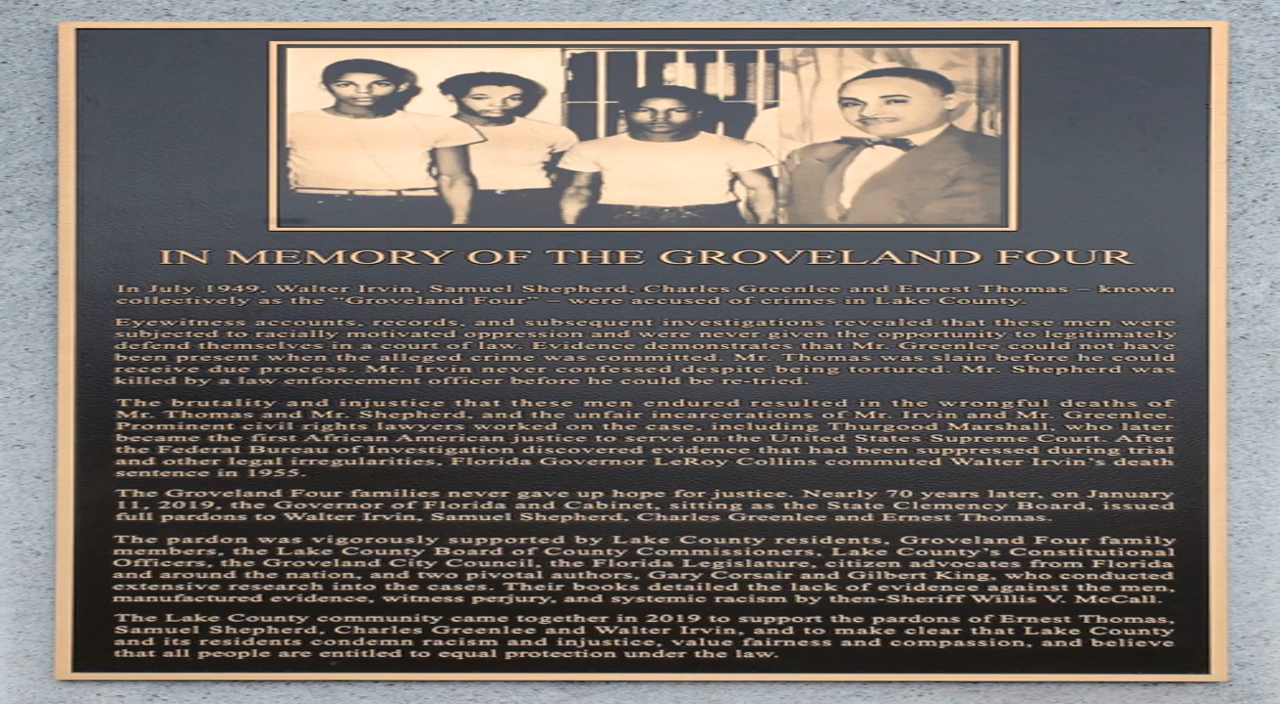 IN MEMORY OF THE GROVELAND FOUR
In July 1949, Walter Irvin, Samuel Shepherd, Charles Greenlee and Ernest Thomas – known
collectively as the “Groveland Four” – were accused of crimes in Lake County.
Eyewitness accounts, records, and subsequent investigations revealed that these men were
subjected to racially motivated oppression and were never given the opportunity to legitimately
defend themselves in a court of law. Evidence demonstrates that Mr. Greenlee could not have
been present when the alleged crime was committed. Mr. Thomas was slain before he could
receive due process. Mr. Irvin never confessed despite being tortured. Mr. Shepherd was
killed by a law enforcement officer before he could be re-tried.
The brutality and injustice that these men endured resulted in the wrongful deaths of
Mr. Thomas and Mr. Shepherd, and the unfair incarcerations of Mr. Irvin and Mr. Greenlee.
Prominent civil rights lawyers worked on the case, including Thurgood Marshall, who later
became the first African American justice to serve on the United States Supreme Court. After
the Federal Bureau of Investigation discovered evidence that had been suppressed during trial
and other legal irregularities, Florida Governor LeRoy Collins commuted Walter Irvin’s death
sentence in 1955.
The Groveland Four families never gave up hope for justice. Nearly 70 years later, on January
11, 2019, the Governor of Florida and Cabinet, sitting as the State Clemency Board, issued
full pardons to Walter Irvin, Samuel Shepherd, Charles Greenlee and Ernest Thomas.
The pardon was vigorously supported by Lake County residents, Groveland Four family
members, the Lake County Board of County Commissioners, Lake County’s Constitutional
Officers, the Groveland City Council, the Florida Legislature, citizen advocates from Florida
and around the nation, and two pivotal authors, Gary Corsair and Gilbert King, who conducted
extensive research into the cases. Their books detailed the lack of evidence against the men,
manufactured evidence, witness perjury, and systemic racism by then-Sheriff Willis V. McCall.
The Lake County community came together in 2019 to support the pardons of Ernest Thomas,
Samuel Shepherd, Charles Greenlee and Walter Irvin, and to make clear that Lake County
and its residents condemn racism and injustice, value fairness and compassion, and believe
that all people are entitled to equal protection under the law.